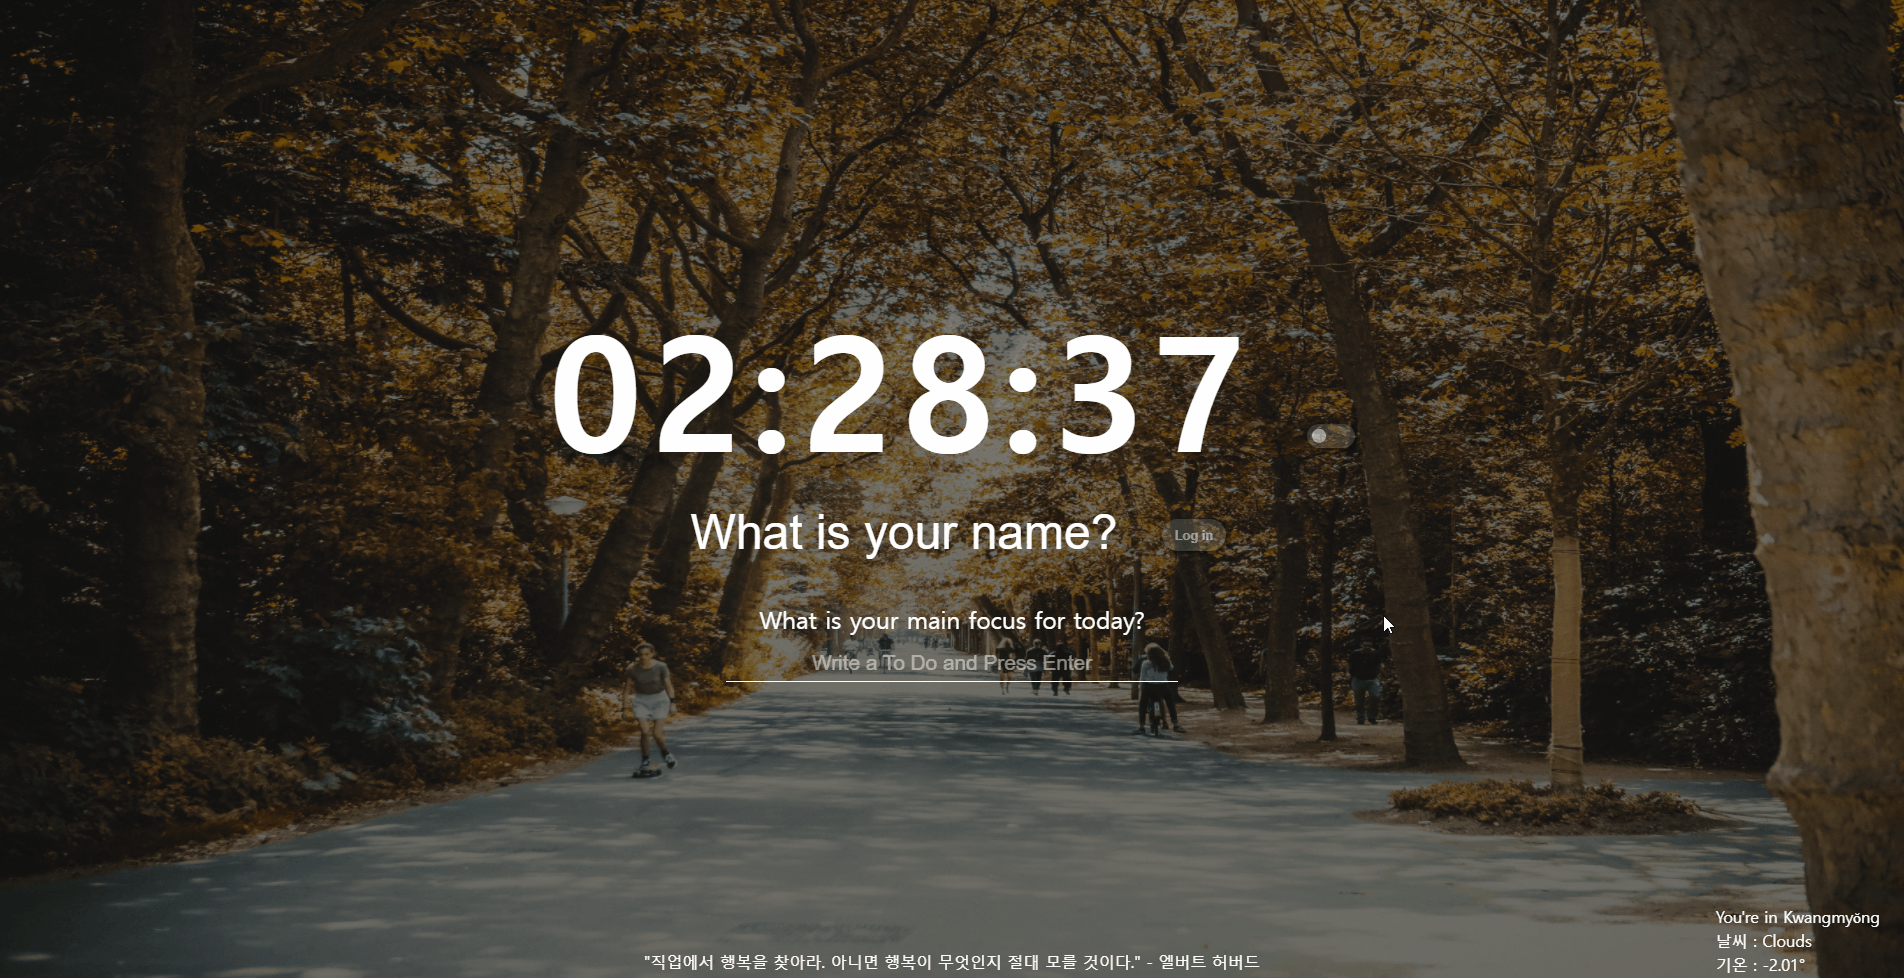 02:28:37
What is your name?
Log in
What is your main focus for today?
Write a To Do and Press Enter
You're in Kwangmyŏng
날씨 : Clouds
기온 : -2.01°
"직업에서 행복을 찾아라. 아니면 행복이 무엇인지 절대 모를 것이다." - 엘버트 허버드